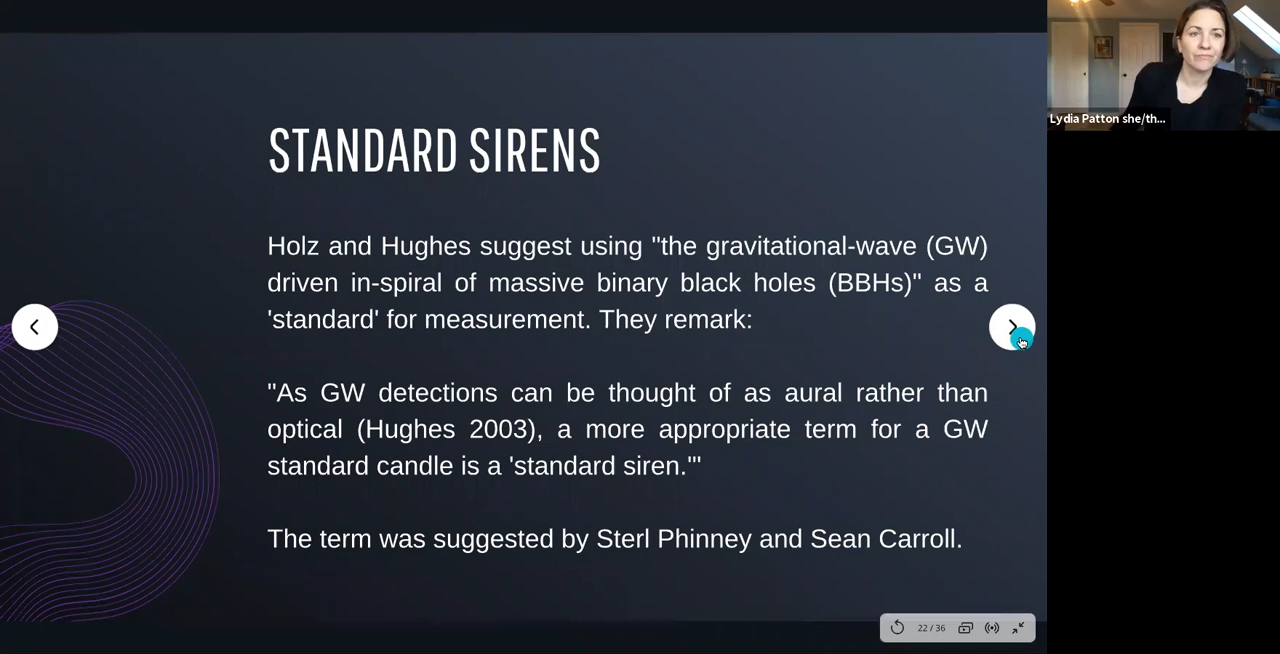 STANDARD SIRENS
Holz and Hughes suggest using "the gravitational-wave (GW)
driven in-spiral of massive binary black holes (BBHs)" as a
'standard' for measurement. They remark:
"As GW detections can be thought of as aural rather than
optical (Hughes 2003), a more appropriate term for a GW
standard candle is a 'standard siren.'"
The term was suggested by Sterl Phinney and Sean Carroll.
22 / 36
Lydia Patton she/th...